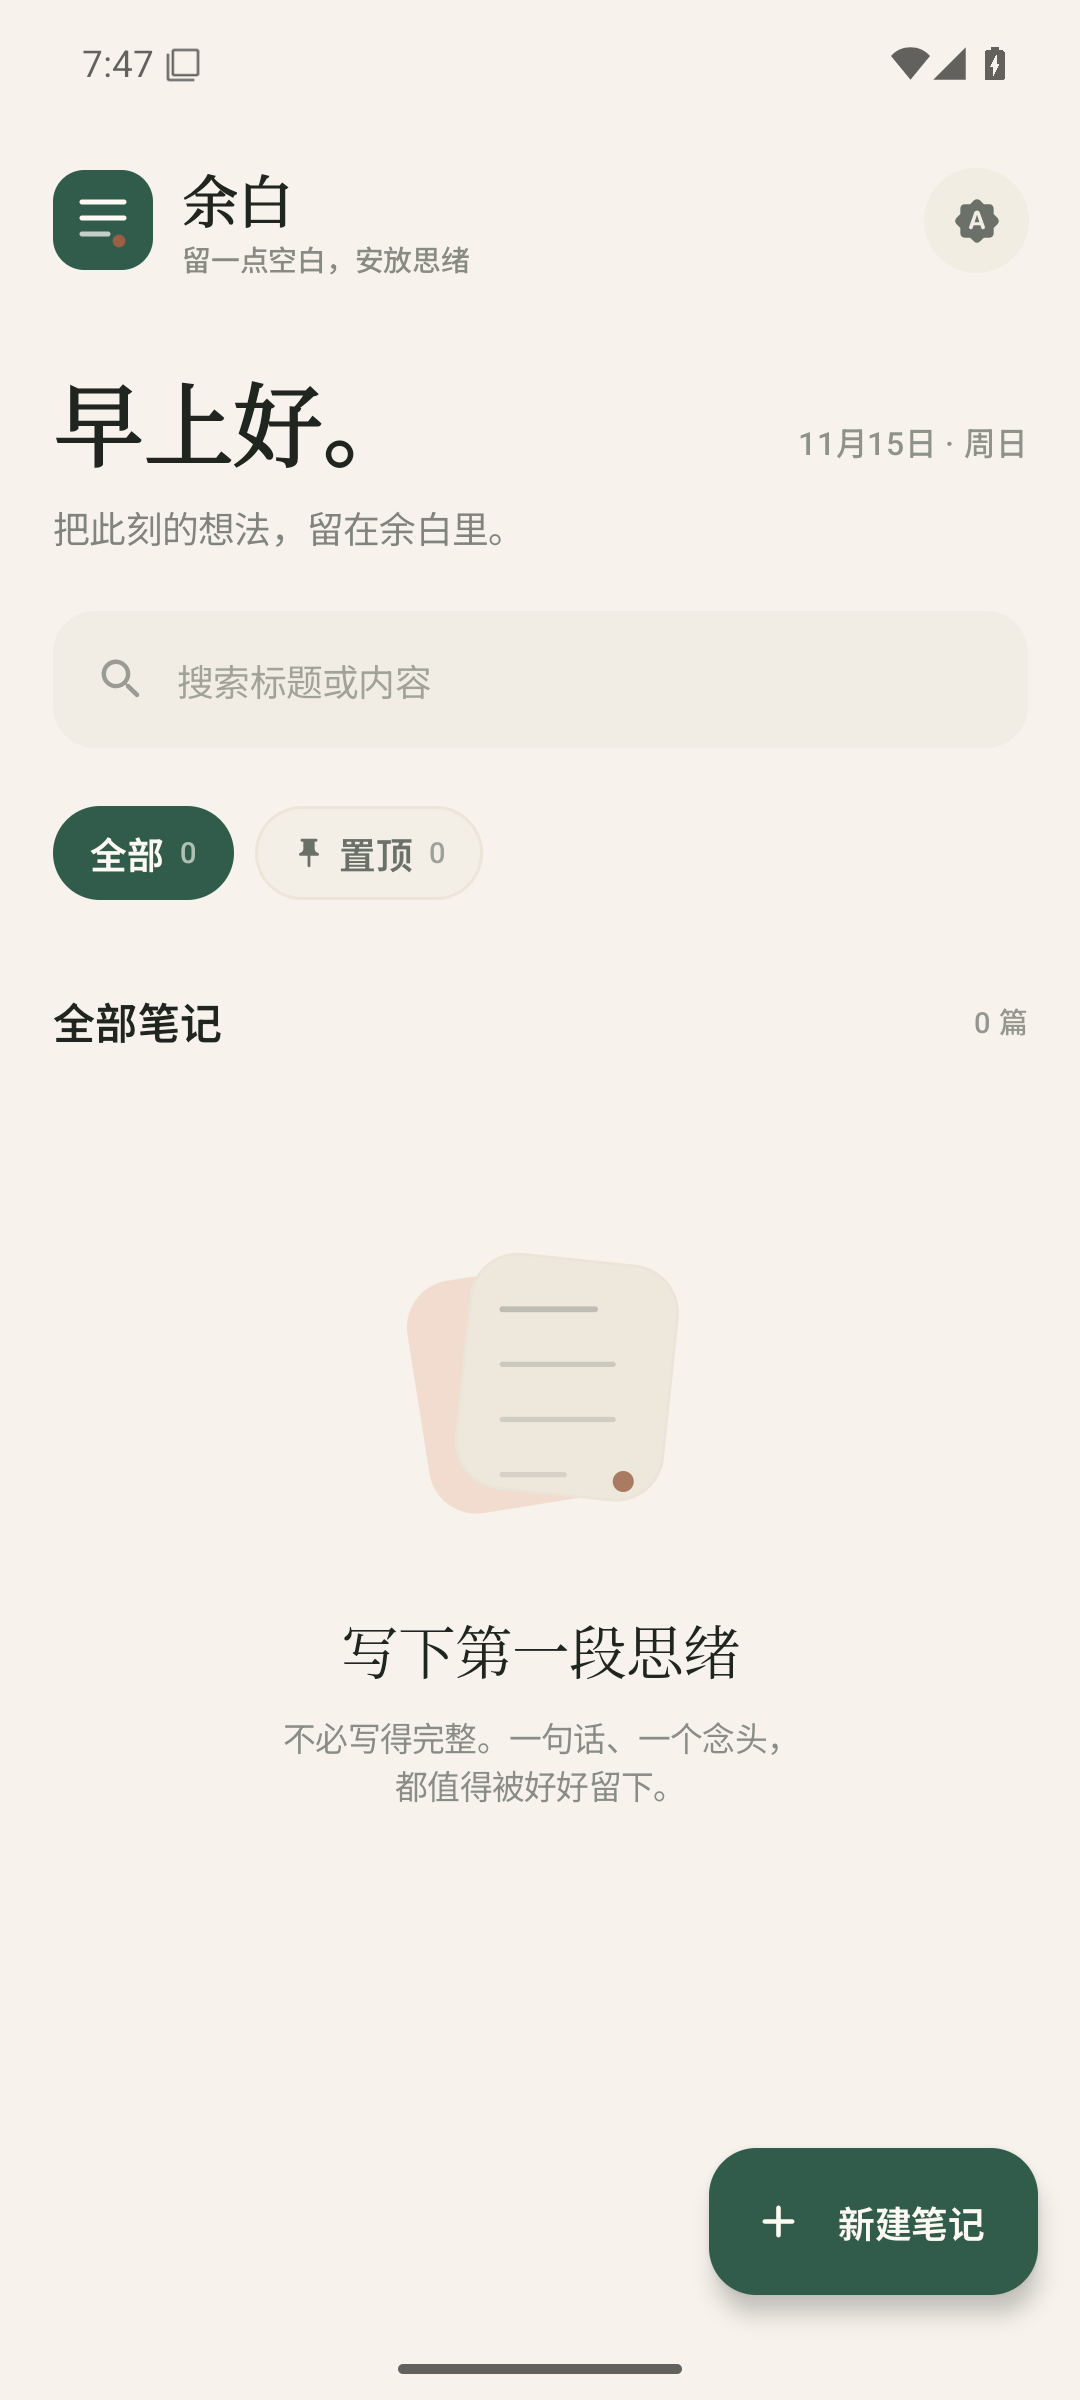 7:47
余白
留一点空白，安放思绪
A
早上好。
11月15日 · 周日
把此刻的想法，留在余白里。
搜索标题或内容
全部 0
置顶 0
全部笔记
0 篇
写下第一段思绪
不必写得完整。一句话、一个念头，
都值得被好好留下。
新建笔记